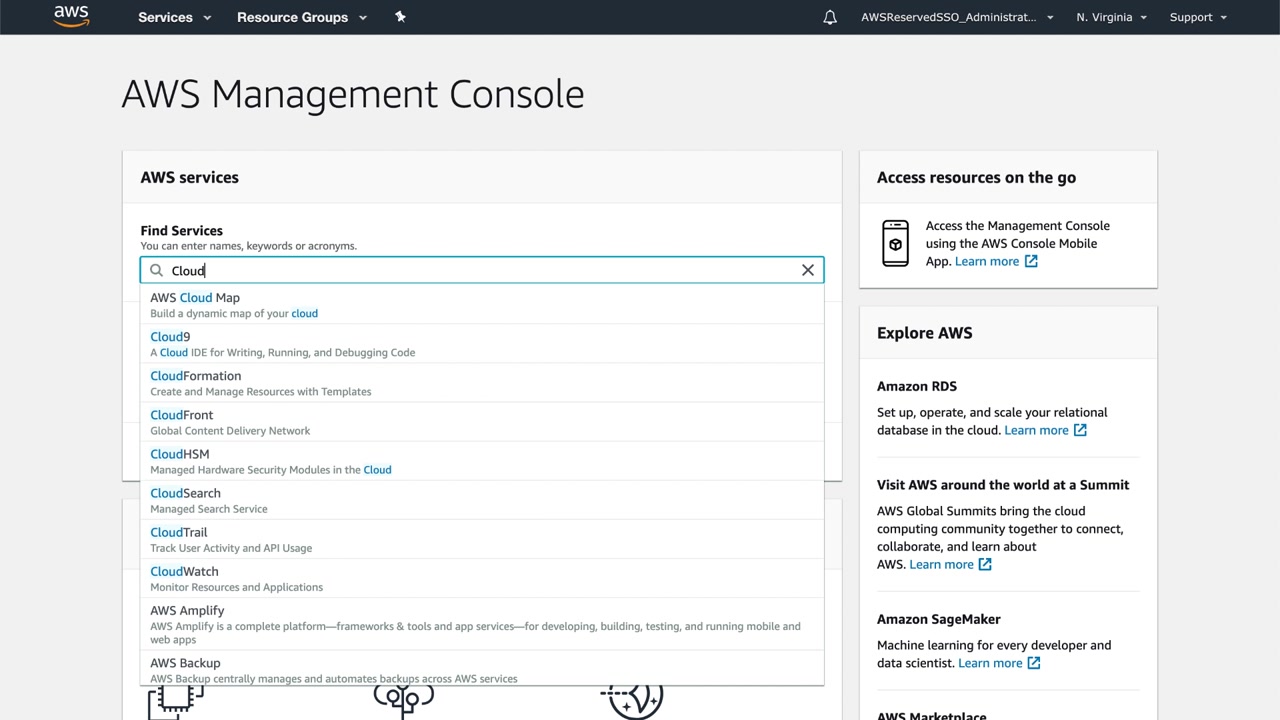 aws
Services
Resource Groups
AWSReservedSSO_Administrat...
N. Virginia
Support
AWS Management Console
AWS services
Find Services
You can enter names, keywords or acronyms.
Cloud
AWS Cloud Map
Build a dynamic map of your cloud
Cloud9
A Cloud IDE for Writing, Running, and Debugging Code
CloudFormation
Create and Manage Resources with Templates
CloudFront
Global Content Delivery Network
CloudHSM
Managed Hardware Security Modules in the Cloud
CloudSearch
Managed Search Service
CloudTrail
Track User Activity and API Usage
CloudWatch
Monitor Resources and Applications
AWS Amplify
AWS Amplify is a complete platform—frameworks & tools and app services—for developing, building, testing, and running mobile and
web apps
AWS Backup
AWS Backup centrally manages and automates backups across AWS services
Access resources on the go
Access the Management Console
using the AWS Console Mobile
App. Learn more
Explore AWS
Amazon RDS
Set up, operate, and scale your relational
database in the cloud. Learn more
Visit AWS around the world at a Summit
AWS Global Summits bring the cloud
computing community together to connect,
collaborate, and learn about
AWS. Learn more
Amazon SageMaker
Machine learning for every developer and
data scientist. Learn more
AWS Marketplace